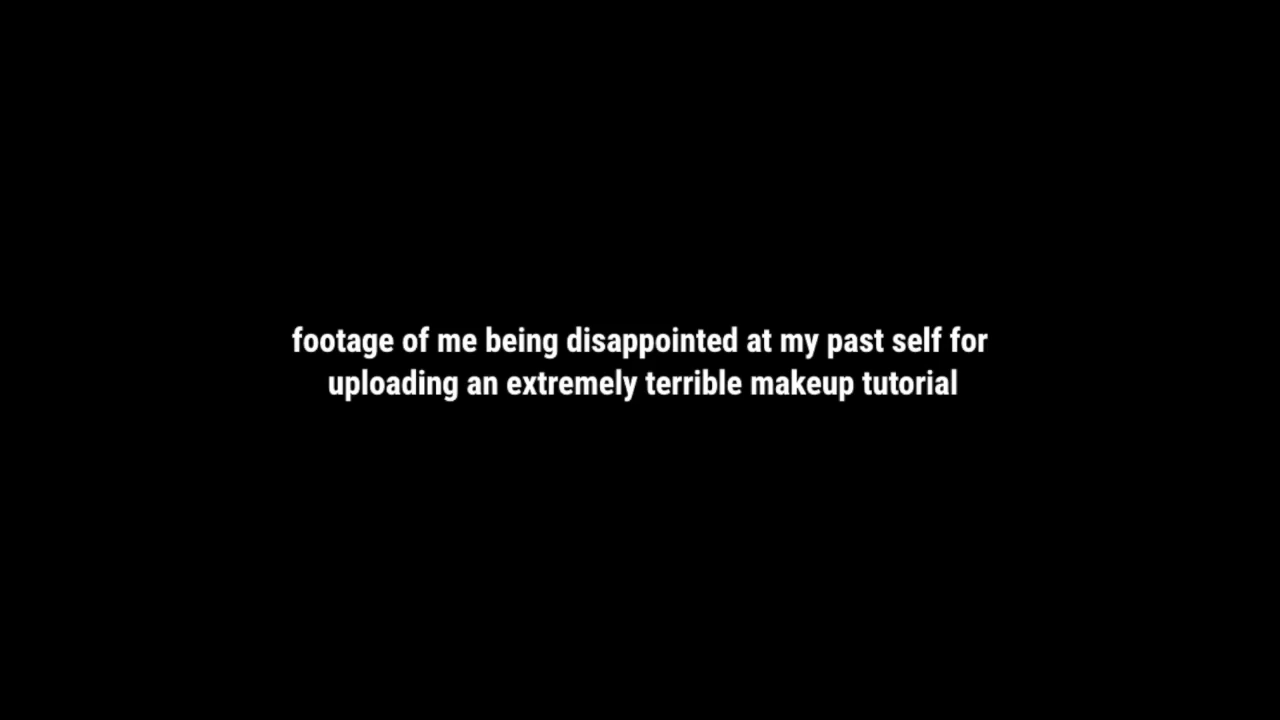 footage of me being disappointed at my past self for
uploading an extremely terrible makeup tutorial